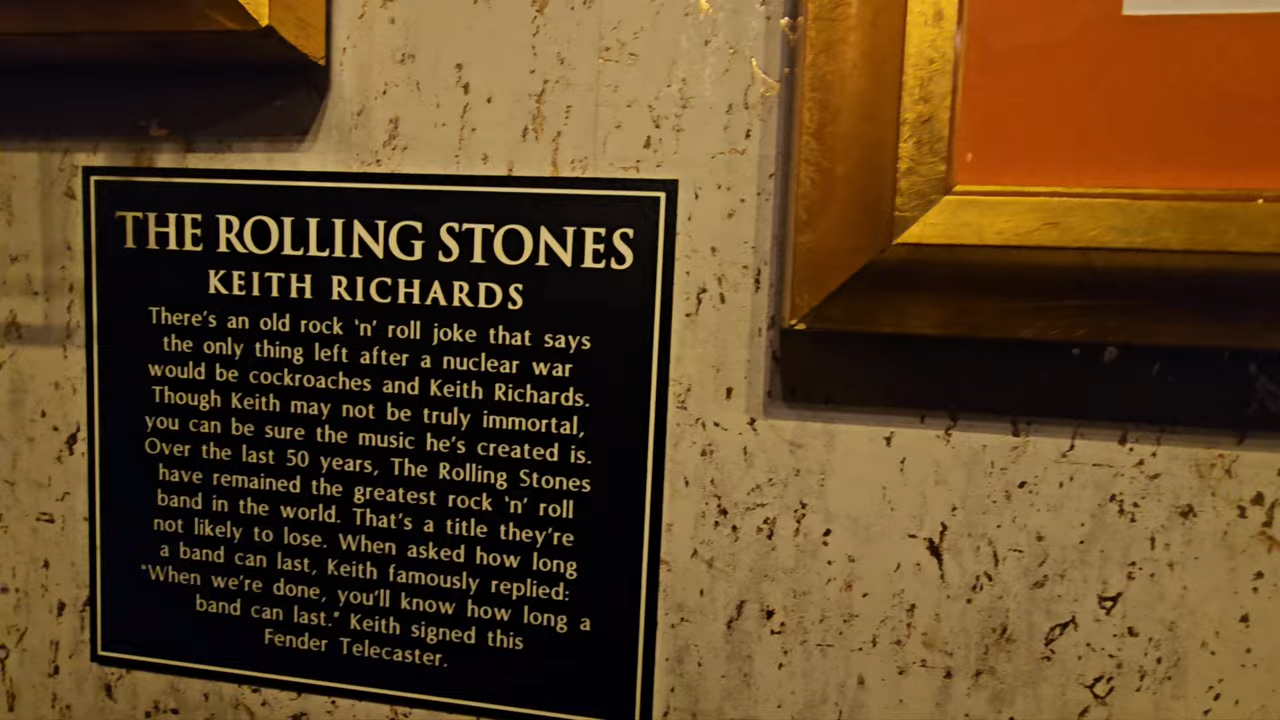 THE ROLLING STONES
KEITH RICHARDS
There's an old rock 'n' roll joke that says
the only thing left after a nuclear war
would be cockroaches and Keith Richards.
Though Keith may not be truly immortal,
you can be sure the music he's created is.
Over the last 50 years, The Rolling Stones
have remained the greatest rock 'n' roll
band in the world. That's a title they're
not likely to lose. When asked how long
a band can last, Keith famously replied:
"When we're done, you'll know how long a
band can last." Keith signed this
Fender Telecaster.